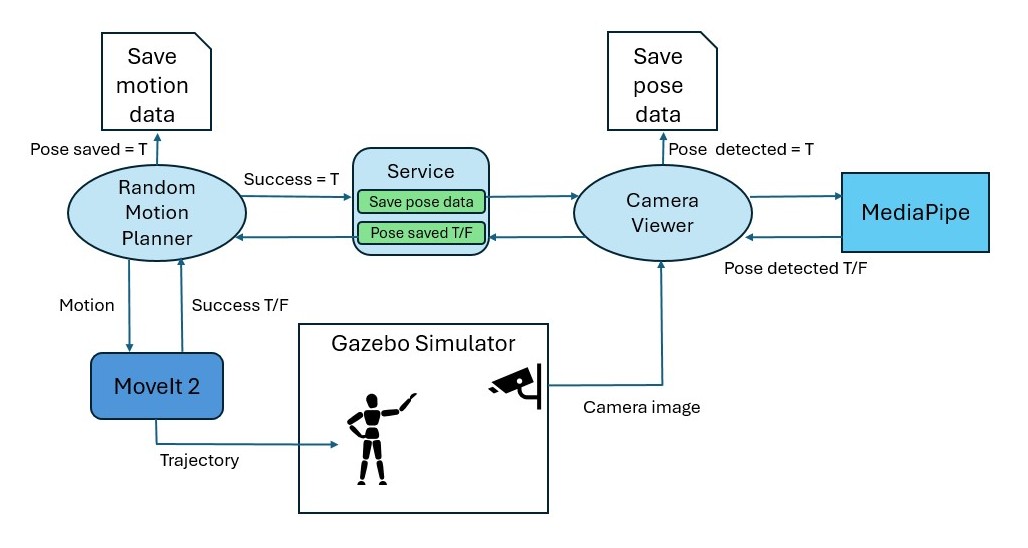 Save
motion
data
Save
pose
data
Pose saved = T
Pose  detected = T
Random
Motion
Planner
Success = T
Service
Save pose data
Pose saved T/F
Camera
Viewer
MediaPipe
Pose detected T/F
Motion
Success T/F
Gazebo Simulator
MoveIt 2
Camera image
Trajectory